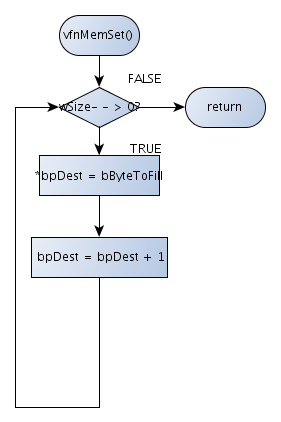 vfnMemSet()
FALSE
wSize- - > 0?
return
TRUE
*bpDest = bByteToFill
bpDest = bpDest + 1